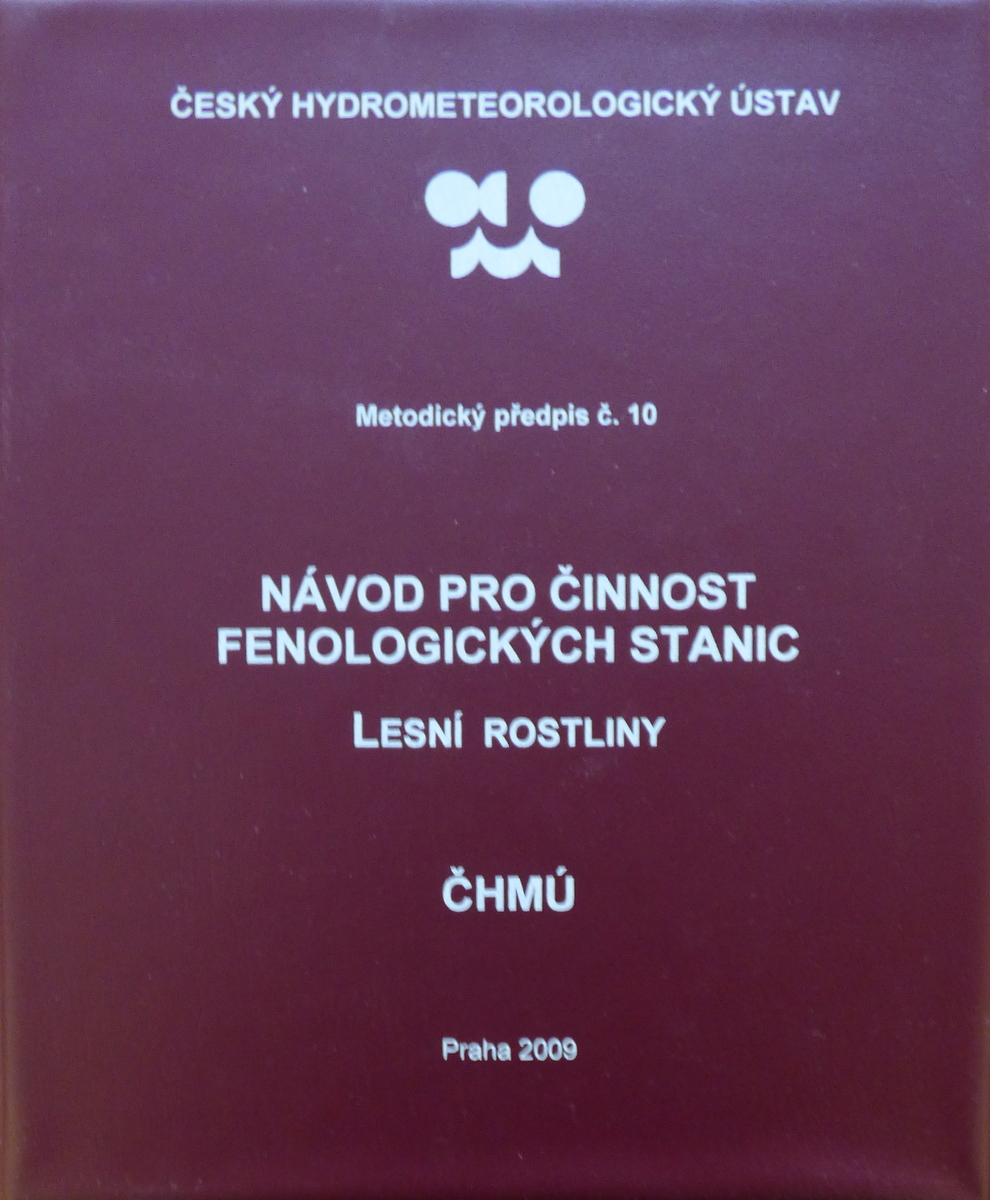 ČESKÝ HYDROMETEOROLOGICKÝ ÚSTAV
Metodický předpis č. 10
NÁVOD PRO ČINNOST
FENOLOGICKÝCH STANIC
LESNÍ ROSTLINY
ČHMÚ
Praha 2009